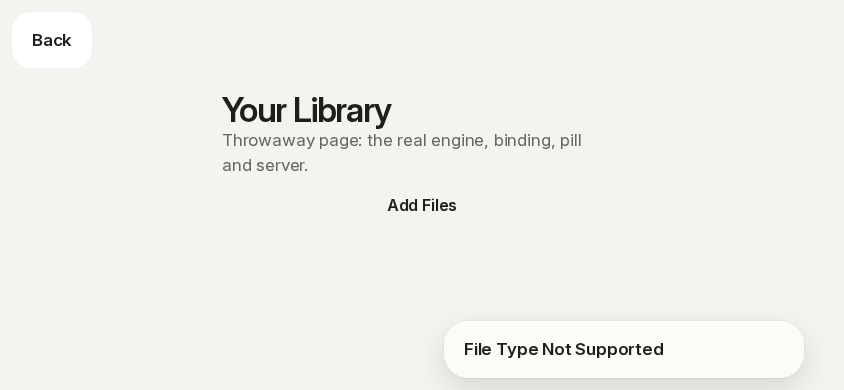 Back
Your Library
Throwaway page: the real engine, binding, pill
and server.
Add Files
File Type Not Supported